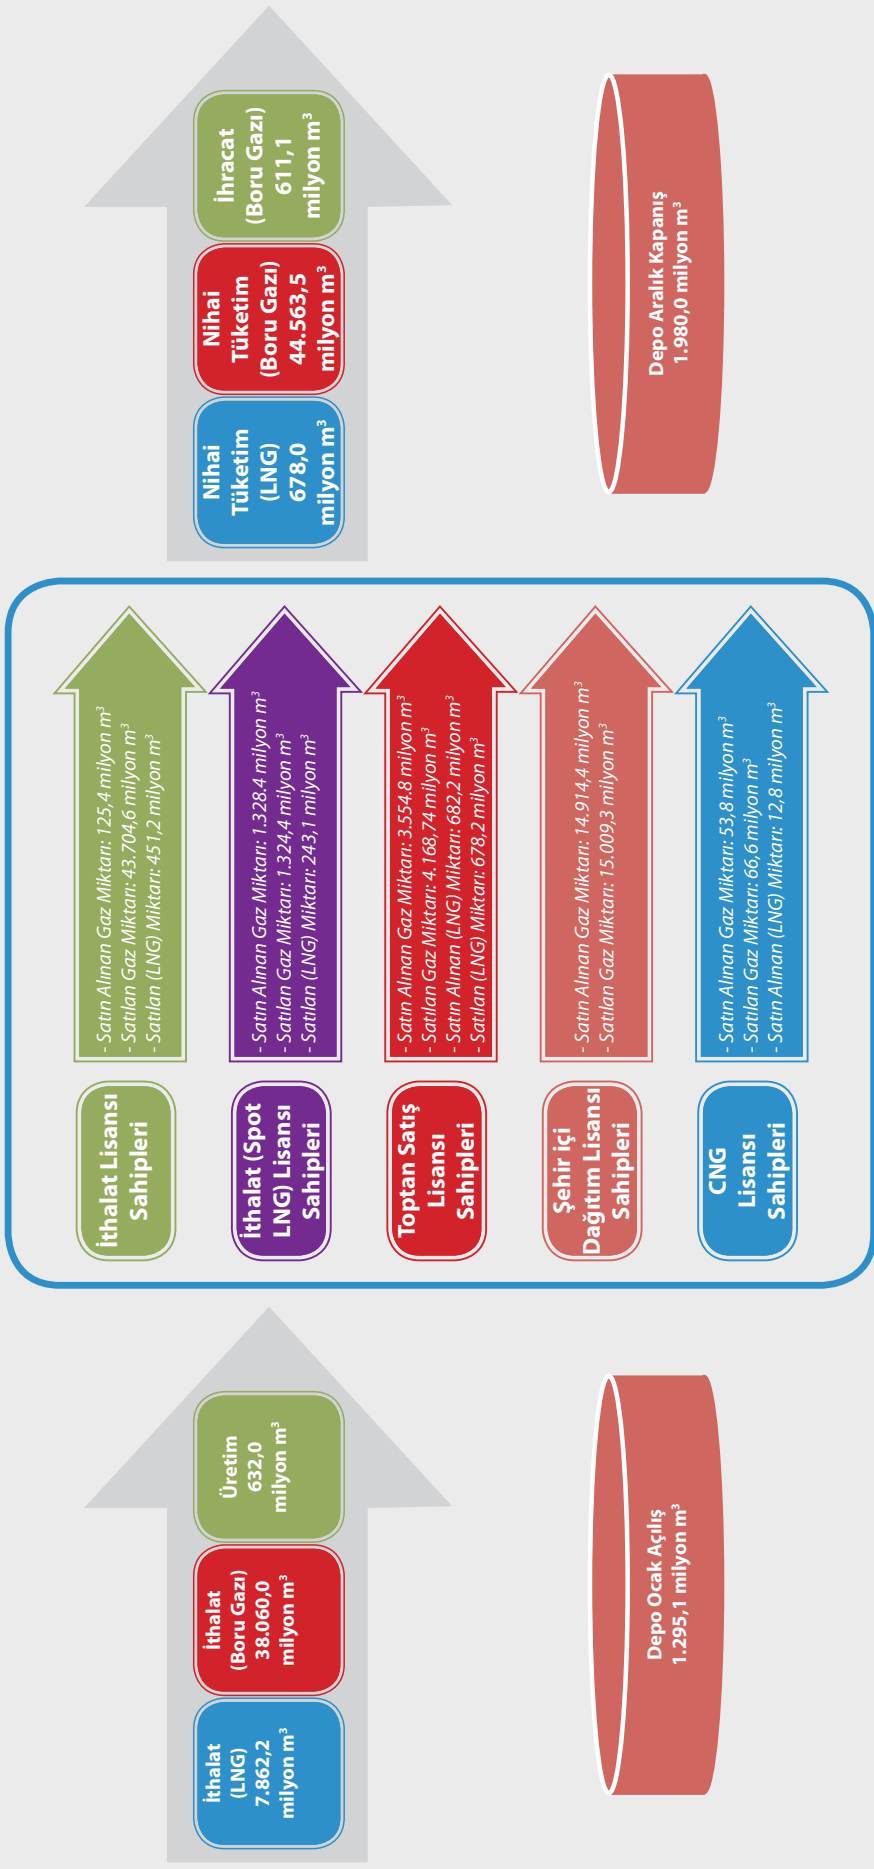 İthalat
(LNG)
7.862,2
milyon m³
İthalat
(Boru Gazı)
38.060,0
milyon m³
Üretim
632,0
milyon m³
Depo Ocak Açılış
1.295,1 milyon m³
İthalat Lisansı
Sahipleri
- Satın Alınan Gaz Miktarı: 125,4 milyon m³
- Satılan Gaz Miktarı: 43.704,6 milyon m³
- Satılan (LNG) Miktarı: 451,2 milyon m³
İthalat (Spot
LNG) Lisansı
Sahipleri
- Satın Alınan Gaz Miktarı: 1.328.4 milyon m³
- Satılan Gaz Miktarı: 1.324,4 milyon m³
- Satılan (LNG) Miktarı: 243,1 milyon m³
Toptan Satış
Lisansı
Sahipleri
- Satın Alınan Gaz Miktarı: 3.554.8 milyon m³
- Satılan Gaz Miktarı: 4.168,74 milyon m³
- Satın Alınan (LNG) Miktarı: 682,2 milyon m³
- Satılan (LNG) Miktarı: 678,2 milyon m³
Şehir içi
Dağıtım Lisansı
Sahipleri
- Satın Alınan Gaz Miktarı: 14.914,4 milyon m³
- Satılan Gaz Miktarı: 15.009,3 milyon m³
CNG
Lisansı
Sahipleri
- Satın Alınan Gaz Miktarı: 53,8 milyon m³
- Satılan Gaz Miktarı: 66,6 milyon m³
- Satın Alınan (LNG) Miktarı: 12,8 milyon m³
Nihai
Tüketim
(LNG)
678,0
milyon m³
Nihai
Tüketim
(Boru Gazı)
44.563,5
milyon m³
İhracat
(Boru Gazı)
611,1
milyon m³
Depo Aralık Kapanış
1.980,0 milyon m³